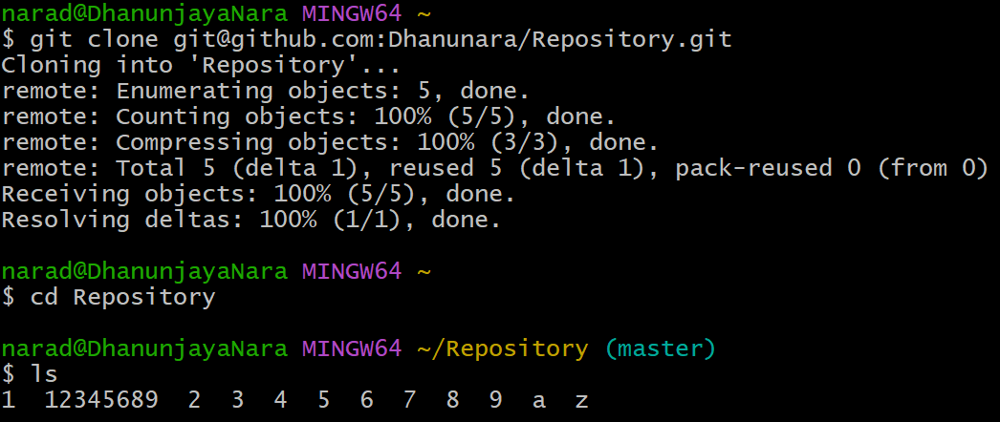 narad@DhanunjayaNara MINGW64 ~
$ git clone git@github.com:Dhanunara/Repository.git
Cloning into 'Repository'...
remote: Enumerating objects: 5, done.
remote: Counting objects: 100% (5/5), done.
remote: Compressing objects: 100% (3/3), done.
remote: Total 5 (delta 1), reused 5 (delta 1), pack-reused 0 (from 0)
Receiving objects: 100% (5/5), done.
Resolving deltas: 100% (1/1), done.
narad@DhanunjayaNara MINGW64 ~
$ cd Repository
narad@DhanunjayaNara MINGW64 ~/Repository (master)
$ ls
1  12345689  2  3  4  5  6  7  8  9  a  z